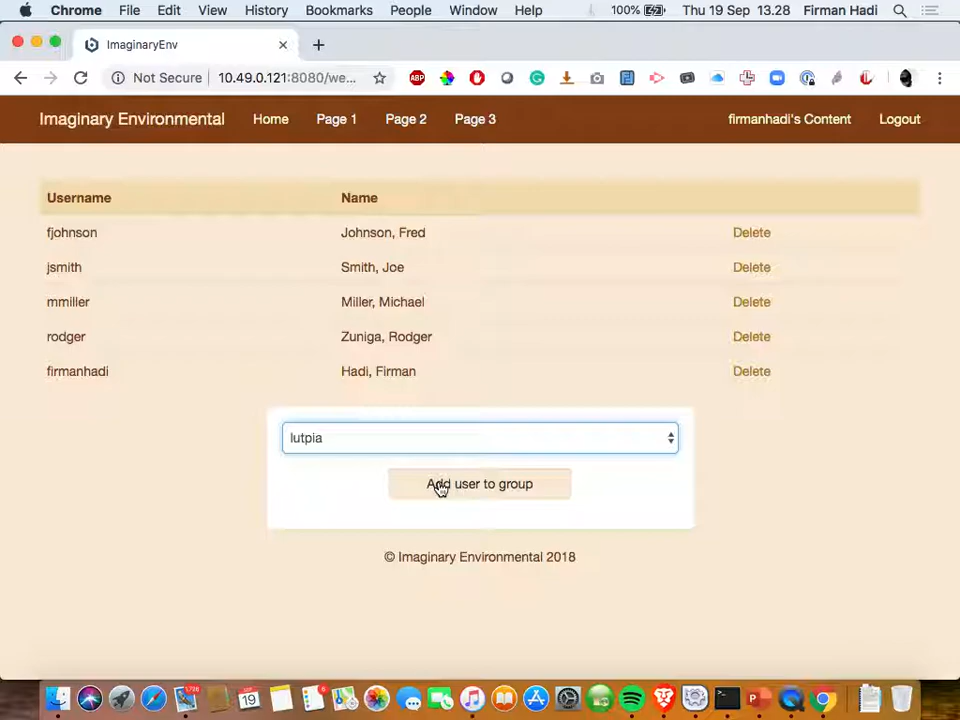 Chrome File Edit View History Bookmarks People Window Help 100% Thu 19 Sep 13.28 Firman Hadi
ImaginaryEnv
Not Secure 10.49.0.121:8080/we... ABP
Imaginary Environmental Home Page 1 Page 2 Page 3 firmanhadi's Content Logout
Username Name
fjohnson Johnson, Fred Delete
jsmith Smith, Joe Delete
mmiller Miller, Michael Delete
rodger Zuniga, Rodger Delete
firmanhadi Hadi, Firman Delete
lutpia
Add user to group
© Imaginary Environmental 2018
19